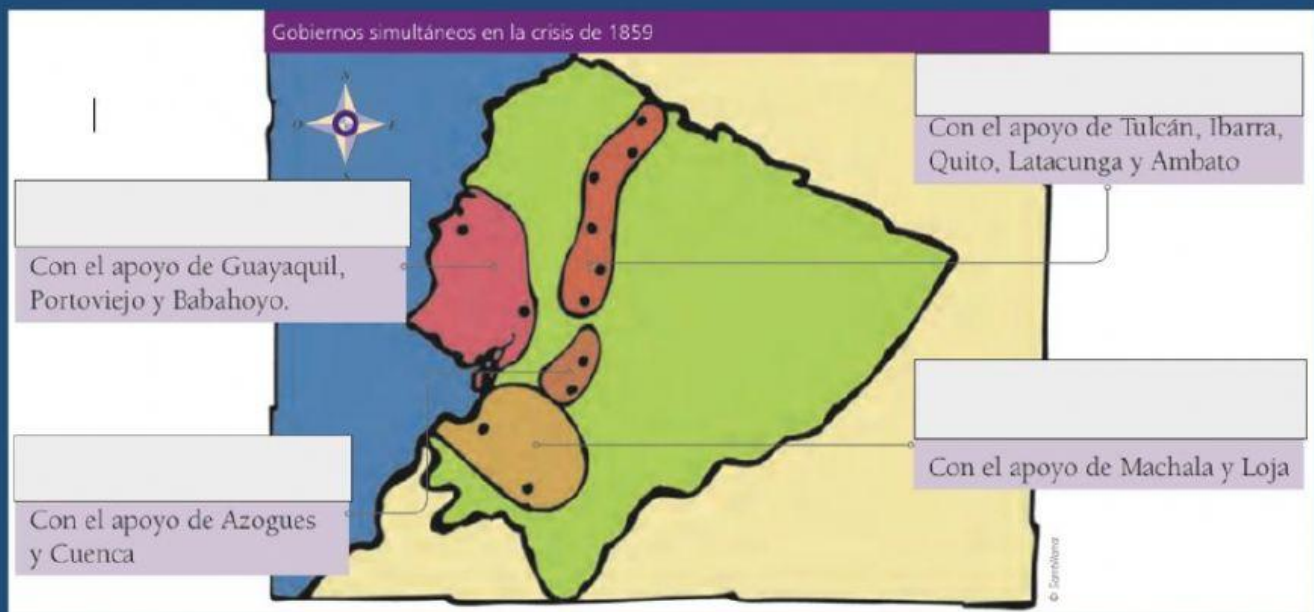 Gobiernos simultáneos en la crisis de 1859
Con el apoyo de Tulcán, Ibarra,
Quito, Latacunga y Ambato
Con el apoyo de Guayaquil,
Portoviejo y Babahoyo.
Con el apoyo de Machala y Loja
Con el apoyo de Azogues
y Cuenca
© Santillana